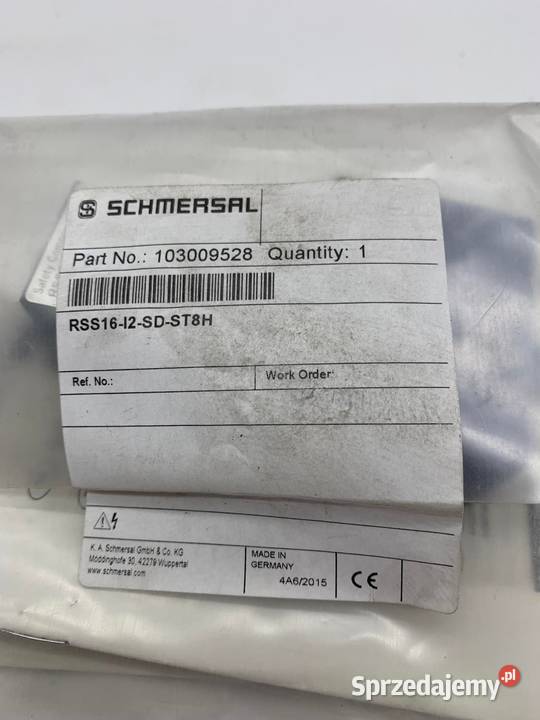 SCHMERSAL
Part No.: 103009528 Quantity: 1
RSS16-I2-SD-ST8H
Ref. No.:
Work Order:
K. A. Schmersal GmbH & Co. KG
Möddinghofe 30, 42279 Wuppertal
www.schmersal.com
MADE IN
GERMANY
4A6/2015
CE
Sprzedajemy.pl